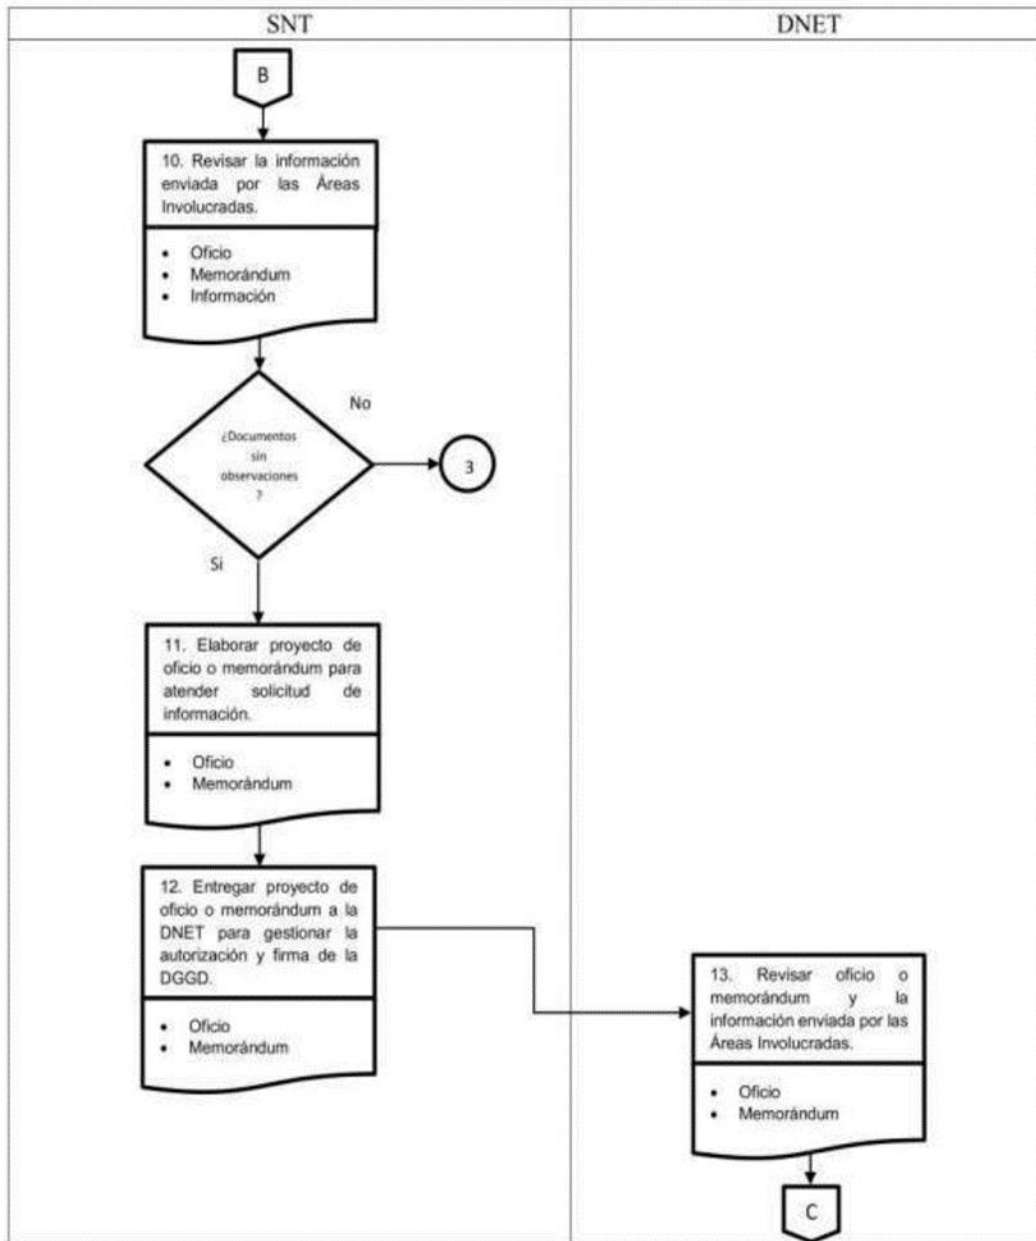 SNT
DNET
B
10. Revisar la información
enviada por las Áreas
Involucradas.
• Oficio
• Memorándum
• Información
¿Documentos
sin
observaciones
?
No
3
Si
11. Elaborar proyecto de
oficio o memorándum para
atender solicitud de
información.
• Oficio
• Memorándum
12. Entregar proyecto de
oficio o memorándum a la
DNET para gestionar la
autorización y firma de la
DGGD.
• Oficio
• Memorándum
13. Revisar oficio o
memorándum y la
información enviada por las
Áreas Involucradas.
• Oficio
• Memorándum
C